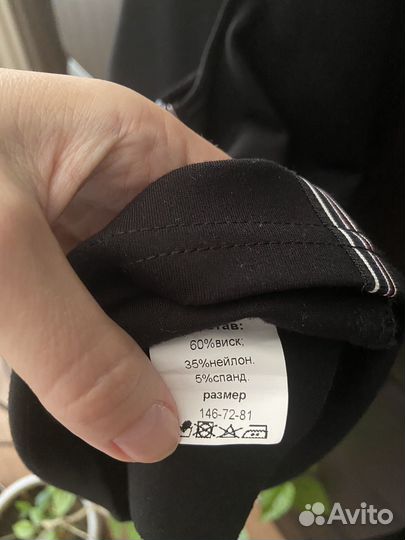 60%виск;
35%нейлон.
5%спанд.
размер
146-72-81
Avito